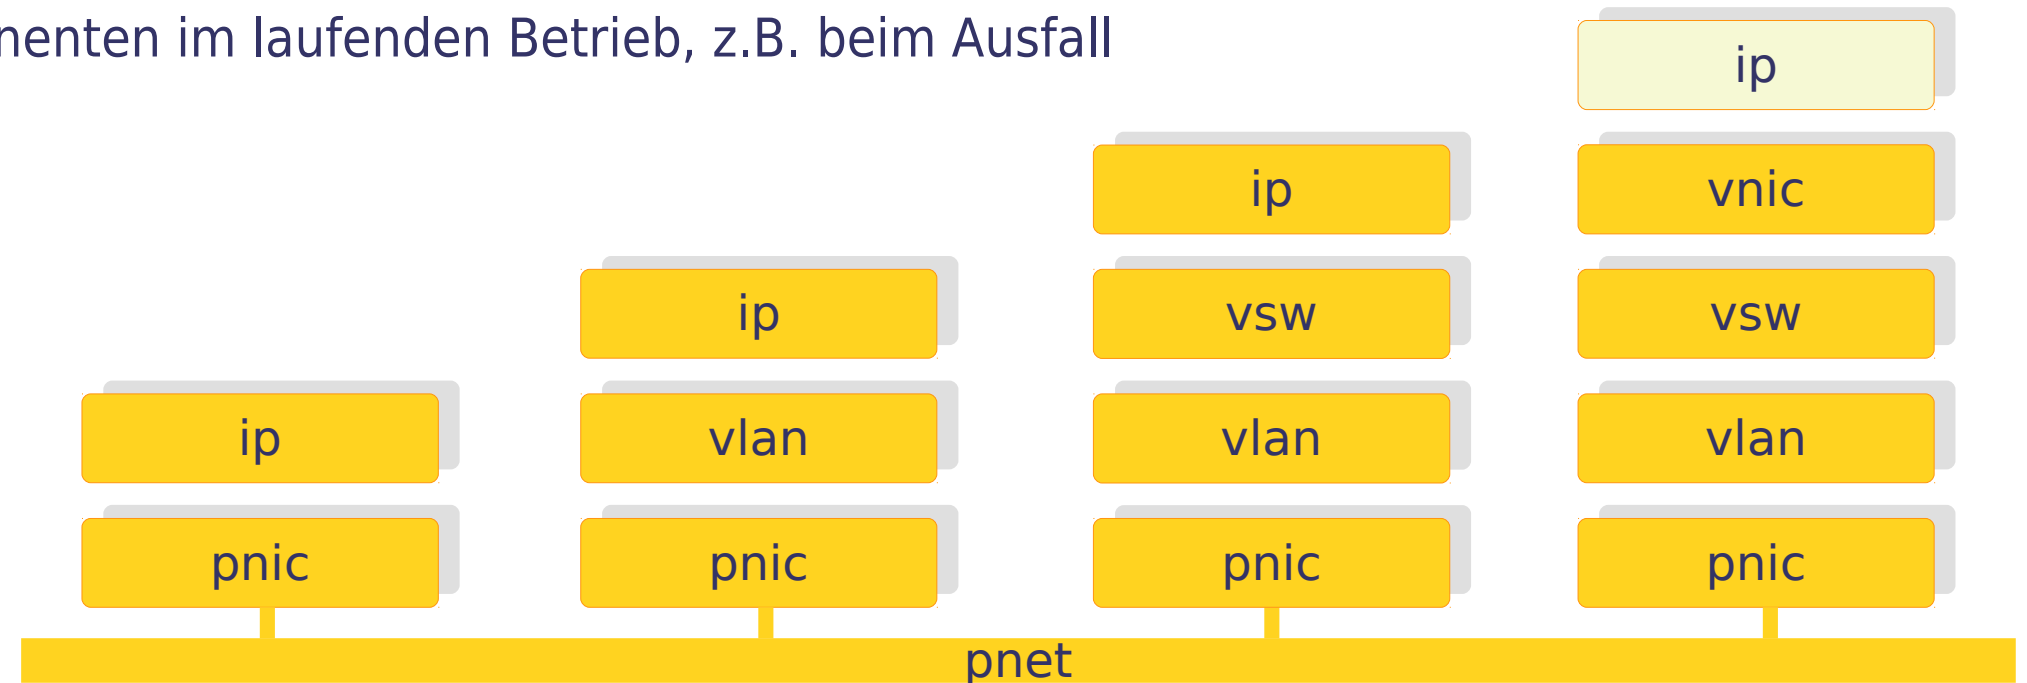 nenten im laufenden Betrieb, z.B. beim Ausfall
ip
ip
vnic
ip
vsw
vsw
ip
vlan
vlan
vlan
pnic
pnic
pnic
pnic
pnet